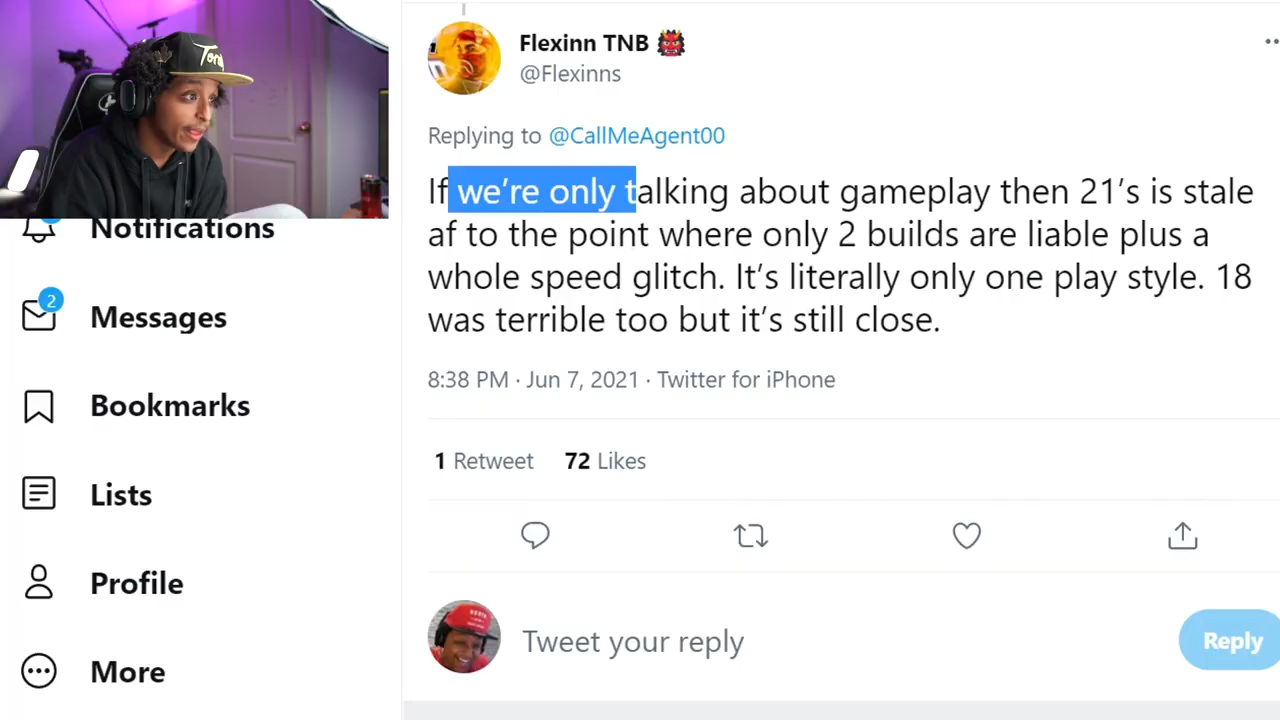 Flexinn TNB 👹
@Flexinns
Replying to @CallMeAgent00
If we’re only talking about gameplay then 21’s is stale
af to the point where only 2 builds are liable plus a
whole speed glitch. It’s literally only one play style. 18
was terrible too but it’s still close.
8:38 PM · Jun 7, 2021 · Twitter for iPhone
1 Retweet 72 Likes
Tweet your reply
Reply
Notifications
2
Messages
Bookmarks
Lists
Profile
More